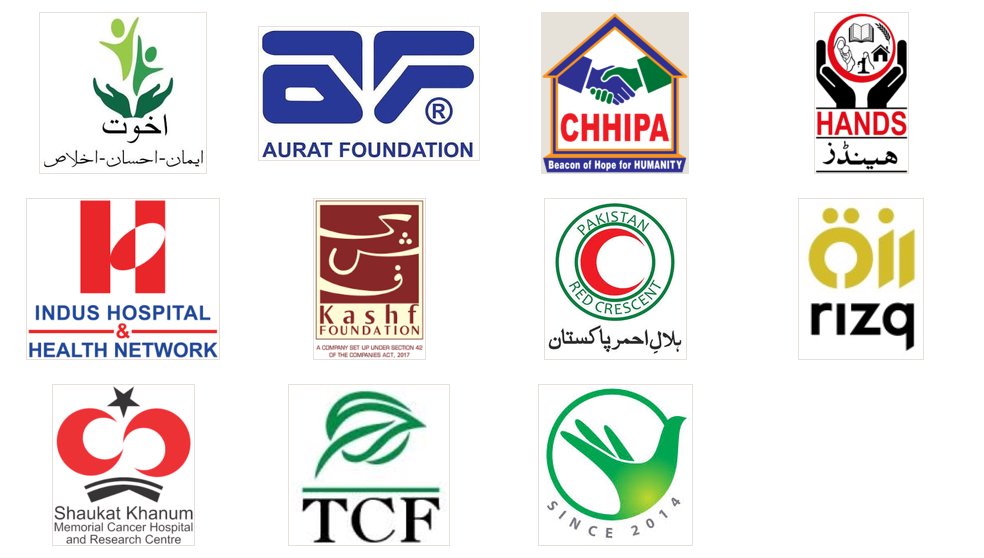 اخوت
ایمان-احسان-اخلاص
®
AURAT FOUNDATION
CHHIPA
Beacon of Hope for HUMANITY
HANDS
ھینڈز
INDUS HOSPITAL
&
HEALTH NETWORK
کشف
Kashf
FOUNDATION
A COMPANY SET UP UNDER SECTION 42
OF THE COMPANIES ACT, 2017
PAKISTAN
RED CRESCENT
ہلالِ احمر پاکستان
rizq
Shaukat Khanum
Memorial Cancer Hospital
and Research Centre
TCF
SINCE 2014